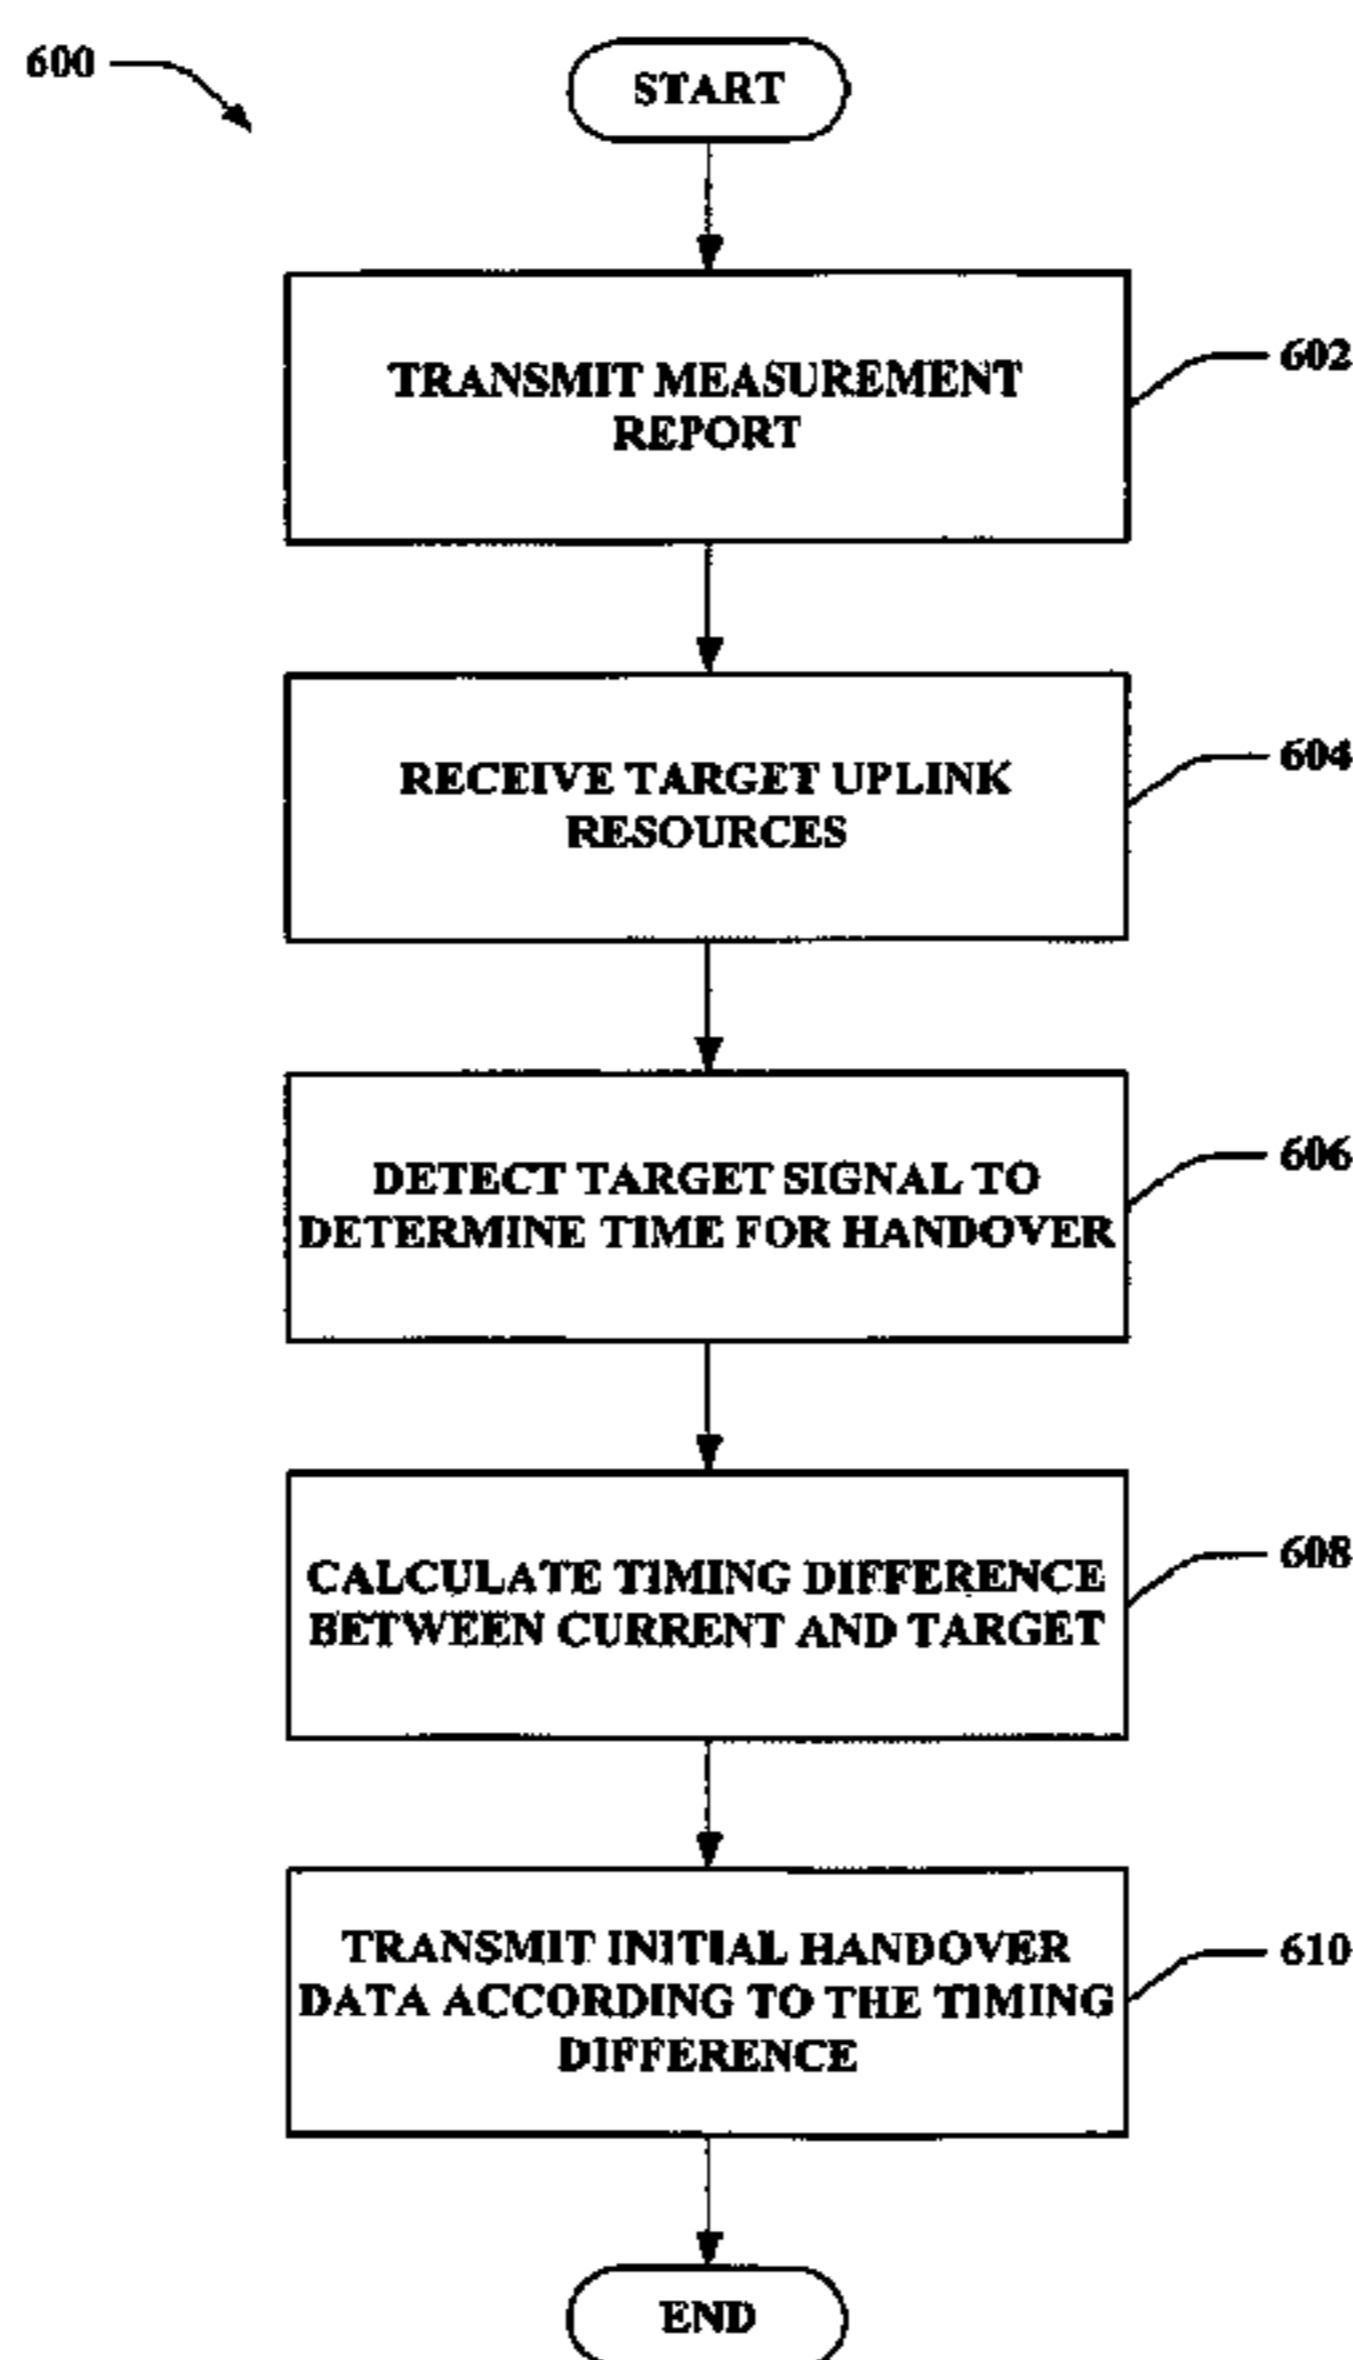 600
START
TRANSMIT MEASUREMENT
REPORT
602
RECEIVE TARGET UPLINK
RESOURCES
604
DETECT TARGET SIGNAL TO
DETERMINE TIME FOR HANDOVER
606
CALCULATE TIMING DIFFERENCE
BETWEEN CURRENT AND TARGET
608
TRANSMIT INITIAL HANDOVER
DATA ACCORDING TO THE TIMING
DIFFERENCE
610
END